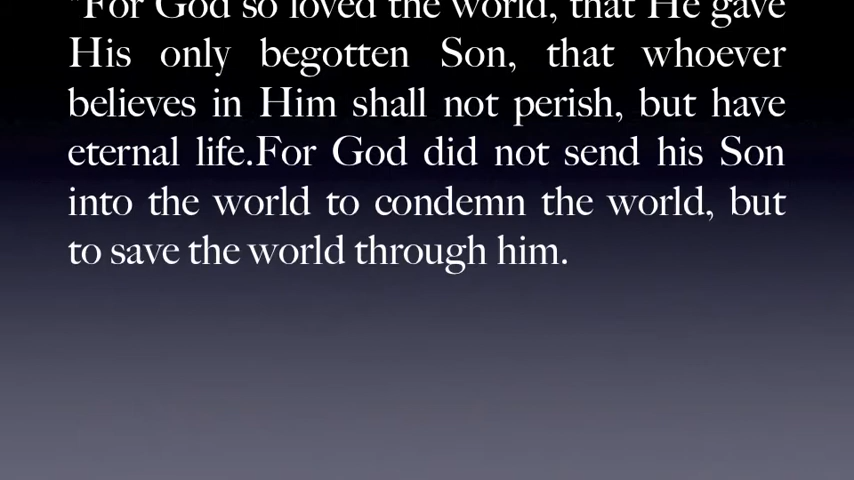 "For God so loved the world, that He gave
His only begotten Son, that whoever
believes in Him shall not perish, but have
eternal life.For God did not send his Son
into the world to condemn the world, but
to save the world through him.